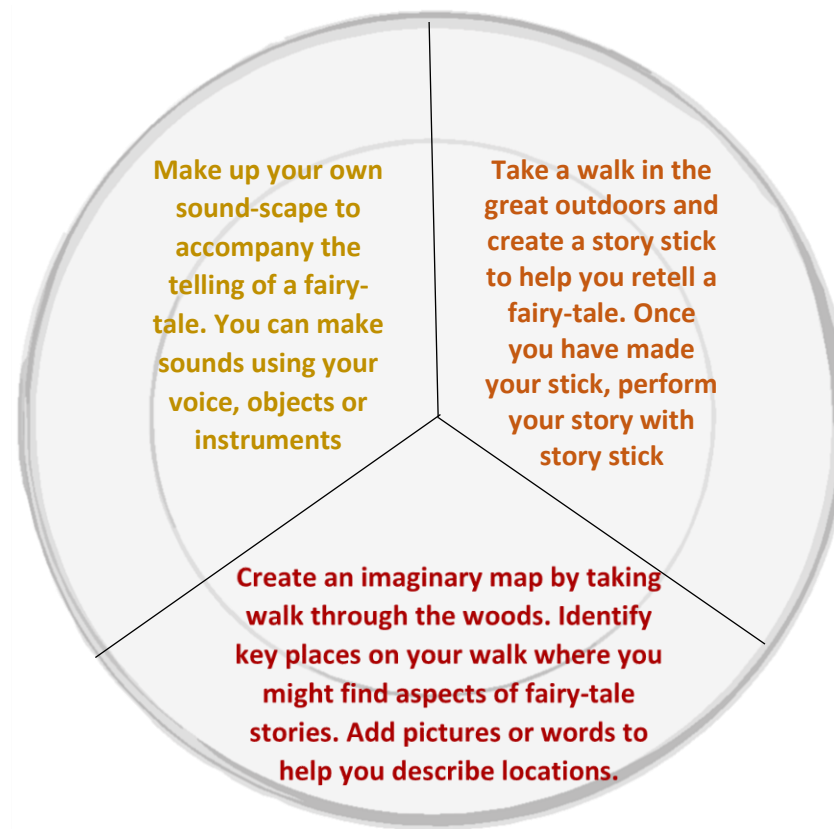 Make up your own
sound-scape to
accompany the
telling of a fairy-
tale. You can make
sounds using your
voice, objects or
instruments
Take a walk in the
great outdoors and
create a story stick
to help you retell a
fairy-tale. Once
you have made
your stick, perform
your story with
story stick
Create an imaginary map by taking
walk through the woods. Identify
key places on your walk where you
might find aspects of fairy-tale
stories. Add pictures or words to
help you describe locations.